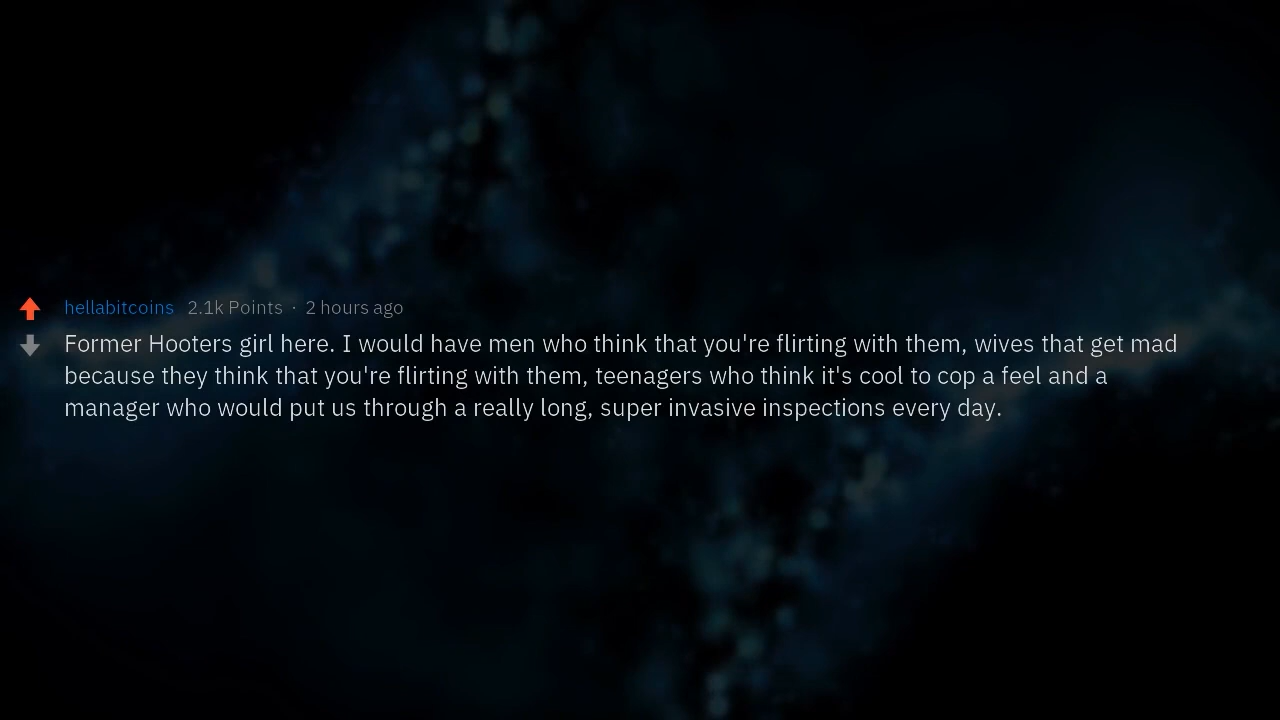 hellabitcoins 2.1k Points · 2 hours ago
Former Hooters girl here. I would have men who think that you're flirting with them, wives that get mad
because they think that you're flirting with them, teenagers who think it's cool to cop a feel and a
manager who would put us through a really long, super invasive inspections every day.